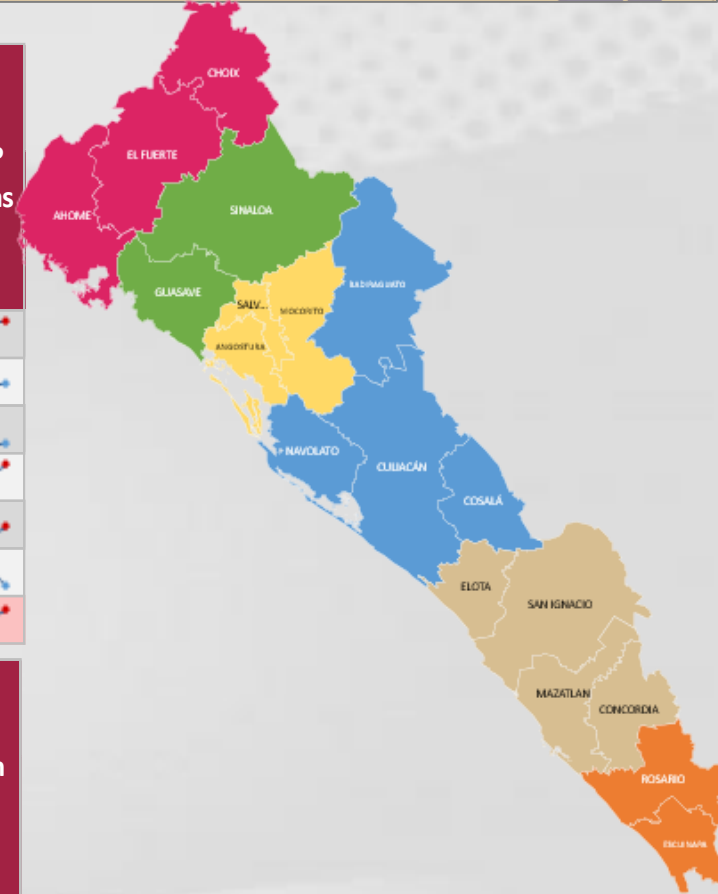 CHOIX
EL FUERTE
as
AHOME
SINALOA
BADIRAGUATO
GUASAVE
SALV...
MOCORITO
ANGOSTURA
NAVOLATO
CULIACÁN
COSALÁ
ELOTA
SAN IGNACIO
MAZATLAN
CONCORDIA
ROSARIO
ESCUINAPA